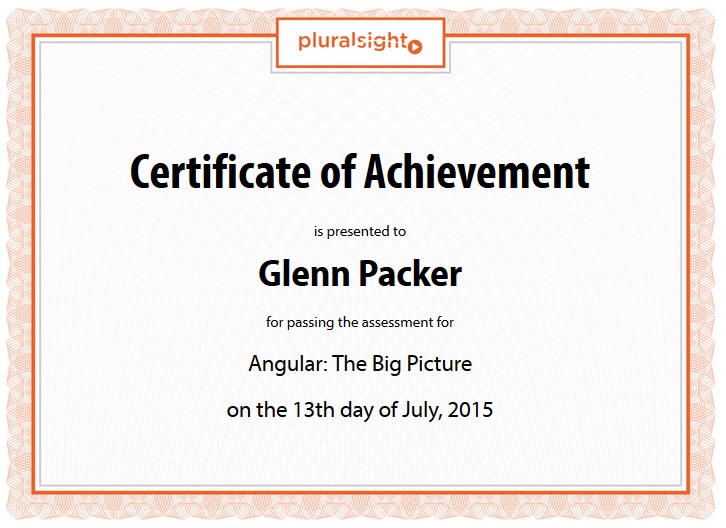 pluralsight
Certificate of Achievement
is presented to
Glenn Packer
for passing the assessment for
Angular: The Big Picture
on the 13th day of July, 2015